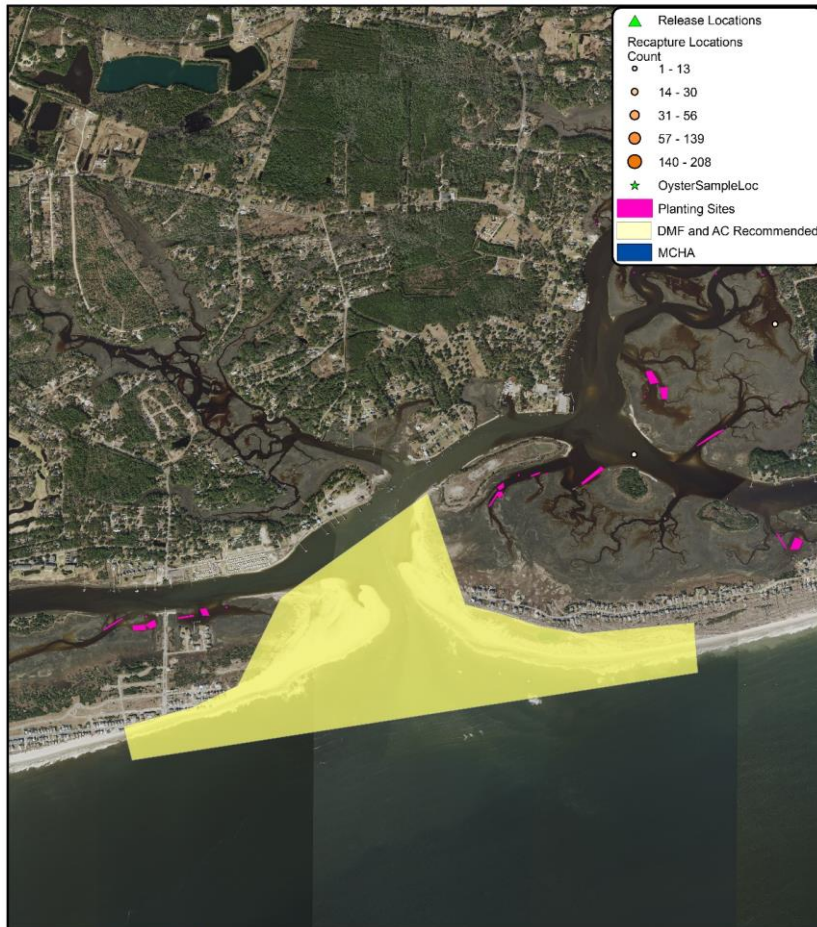 Release Locations
Recapture Locations
Count
1 - 13
14 - 30
31 - 56
57 - 139
140 - 208
OysterSampleLoc
Planting Sites
DMF and AC Recommended
MCHA